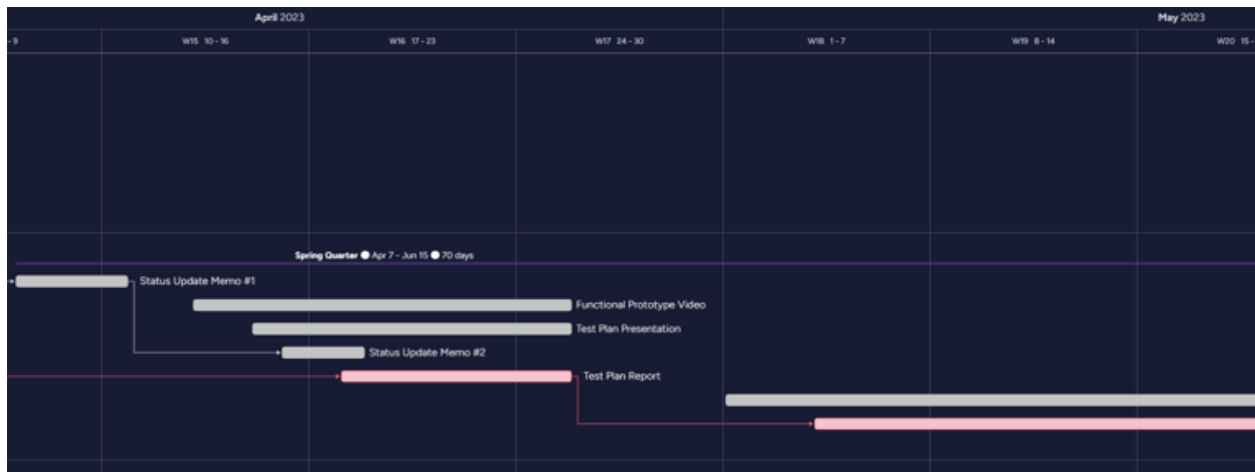 April 2023
May 2023
- 9
W15 10 - 16
W16 17 - 23
W17 24 - 30
W18 1 - 7
W19 8 - 14
W20 15 -
Spring Quarter Apr 7 - Jun 15 70 days
Status Update Memo #1
Functional Prototype Video
Test Plan Presentation
Status Update Memo #2
Test Plan Report